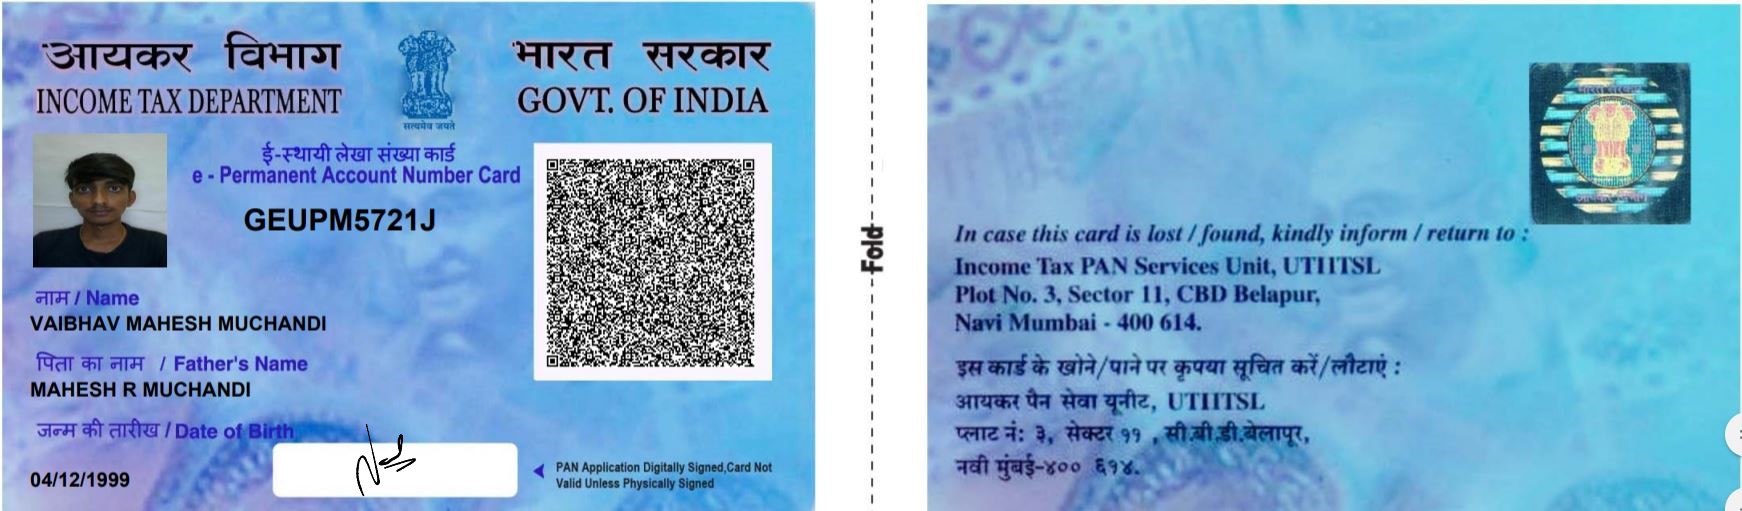 आयकर विभाग
INCOME TAX DEPARTMENT
सत्यमेव जयते
भारत सरकार
GOVT. OF INDIA
ई-स्थायी लेखा संख्या कार्ड
e - Permanent Account Number Card
GEUPM5721J
नाम / Name
VAIBHAV MAHESH MUCHANDI
पिता का नाम / Father's Name
MAHESH R MUCHANDI
जन्म की तारीख / Date of Birth
04/12/1999
PAN Application Digitally Signed,Card Not
Valid Unless Physically Signed
Fold
भारत सरकार
आयकर विभाग
In case this card is lost / found, kindly inform / return to :
Income Tax PAN Services Unit, UTIITSL
Plot No. 3, Sector 11, CBD Belapur,
Navi Mumbai - 400 614.
इस कार्ड के खोने/पाने पर कृपया सूचित करें/लौटाएं :
आयकर पैन सेवा यूनीट, UTIITSL
प्लाट नं: ३, सेक्टर ११ , सी.बी.डी.बेलापूर,
नवी मुंबई-४०० ६१४.